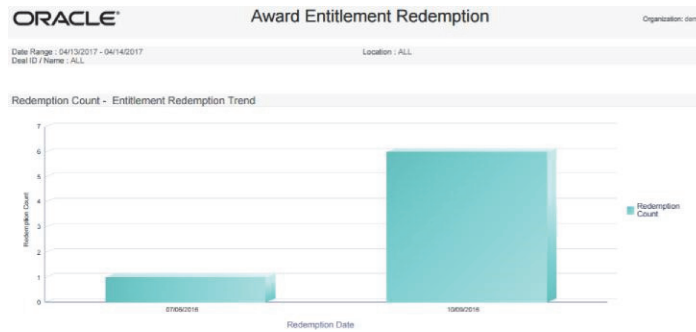 ORACLE®
Award Entitlement Redemption
Organization: dem
Date Range : 04/13/2017 - 04/14/2017
Location : ALL
Deal ID / Name : ALL
Redemption Count - Entitlement Redemption Trend
7
6
5
4
3
2
1
0
Redemption Count
07/06/2016
10/09/2016
Redemption Date
Redemption
Count